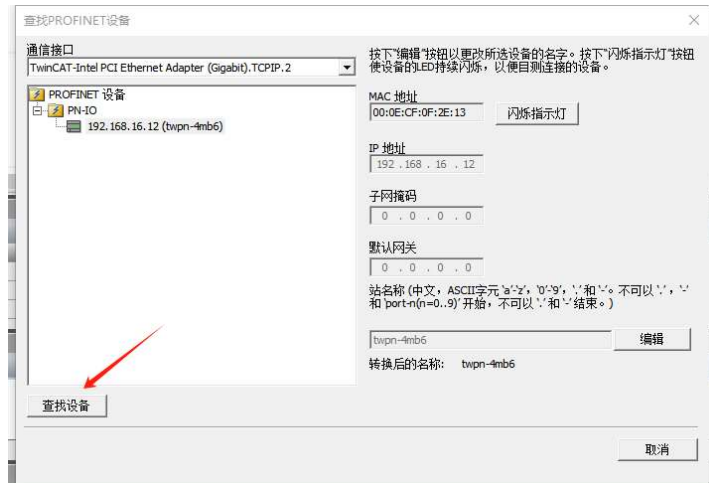 查找PROFINET设备
通信接口
TwinCAT-Intel PCI Ethernet Adapter (Gigabit).TCPIP.2
PROFINET 设备
PN-IO
192.168.16.12 (twpn-4mb6)
查找设备
按下"编辑"按钮以更改所选设备的名字。按下"闪烁指示灯"按钮
使设备的LED持续闪烁，以便目测连接的设备。
MAC 地址
00:0E:CF:0F:2E:13
闪烁指示灯
IP 地址
192 . 168 . 16 . 12
子网掩码
0 . 0 . 0 . 0
默认网关
0 . 0 . 0 . 0
站名称 (中文，ASCII字元 'a'-'z'，'0'-'9'，'.' 和 '-'。不可以 '.'，'-'
和 'port-n(n=0..9)' 开始，不可以 '.' 和 '-' 结束。)
twpn-4mb6
编辑
转换后的名称: twpn-4mb6
取消